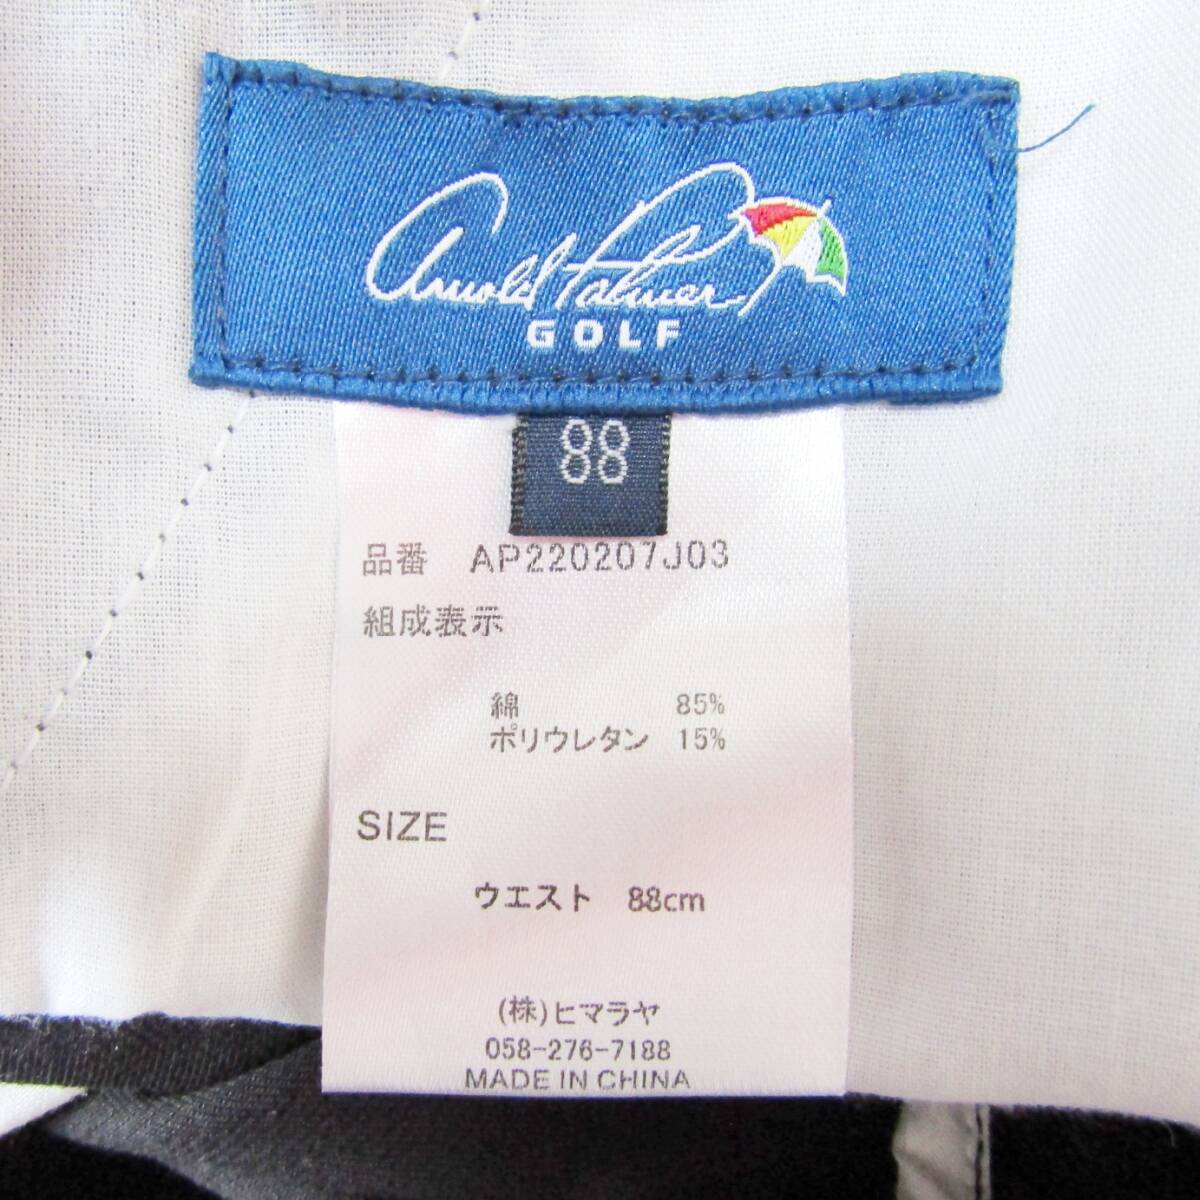 Arnold Palmer
GOLF
88
品番 AP220207J03
組成表示
綿 85%
ポリウレタン 15%
SIZE
ウエスト 88cm
(株)ヒマラヤ
058-276-7188
MADE IN CHINA